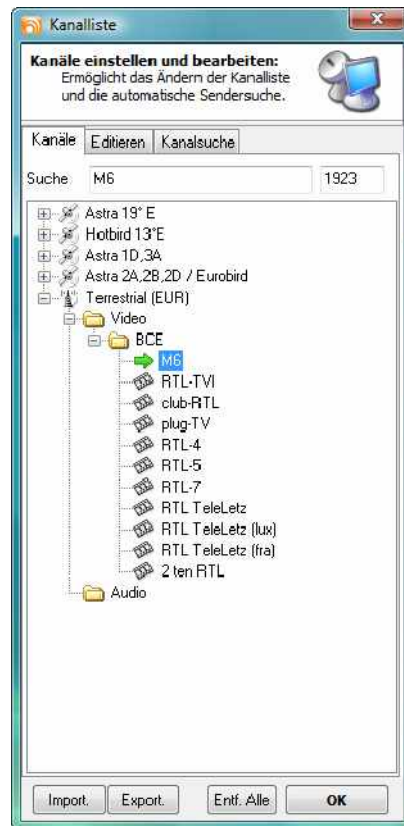 Kanalliste
Kanäle einstellen und bearbeiten:
Ermöglicht das Ändern der Kanalliste
und die automatische Sendersuche.
Kanäle Editieren Kanalsuche
Suche M6 1923
Astra 19° E
Hotbird 13°E
Astra 1D,3A
Astra 2A,2B,2D / Eurobird
Terrestrial (EUR)
Video
BCE
M6
RTL-TVI
club-RTL
plug-TV
RTL-4
RTL-5
RTL-7
RTL TeleLetz
RTL TeleLetz (lux)
RTL TeleLetz (fra)
2 ten RTL
Audio
Import. Export. Entf. Alle OK